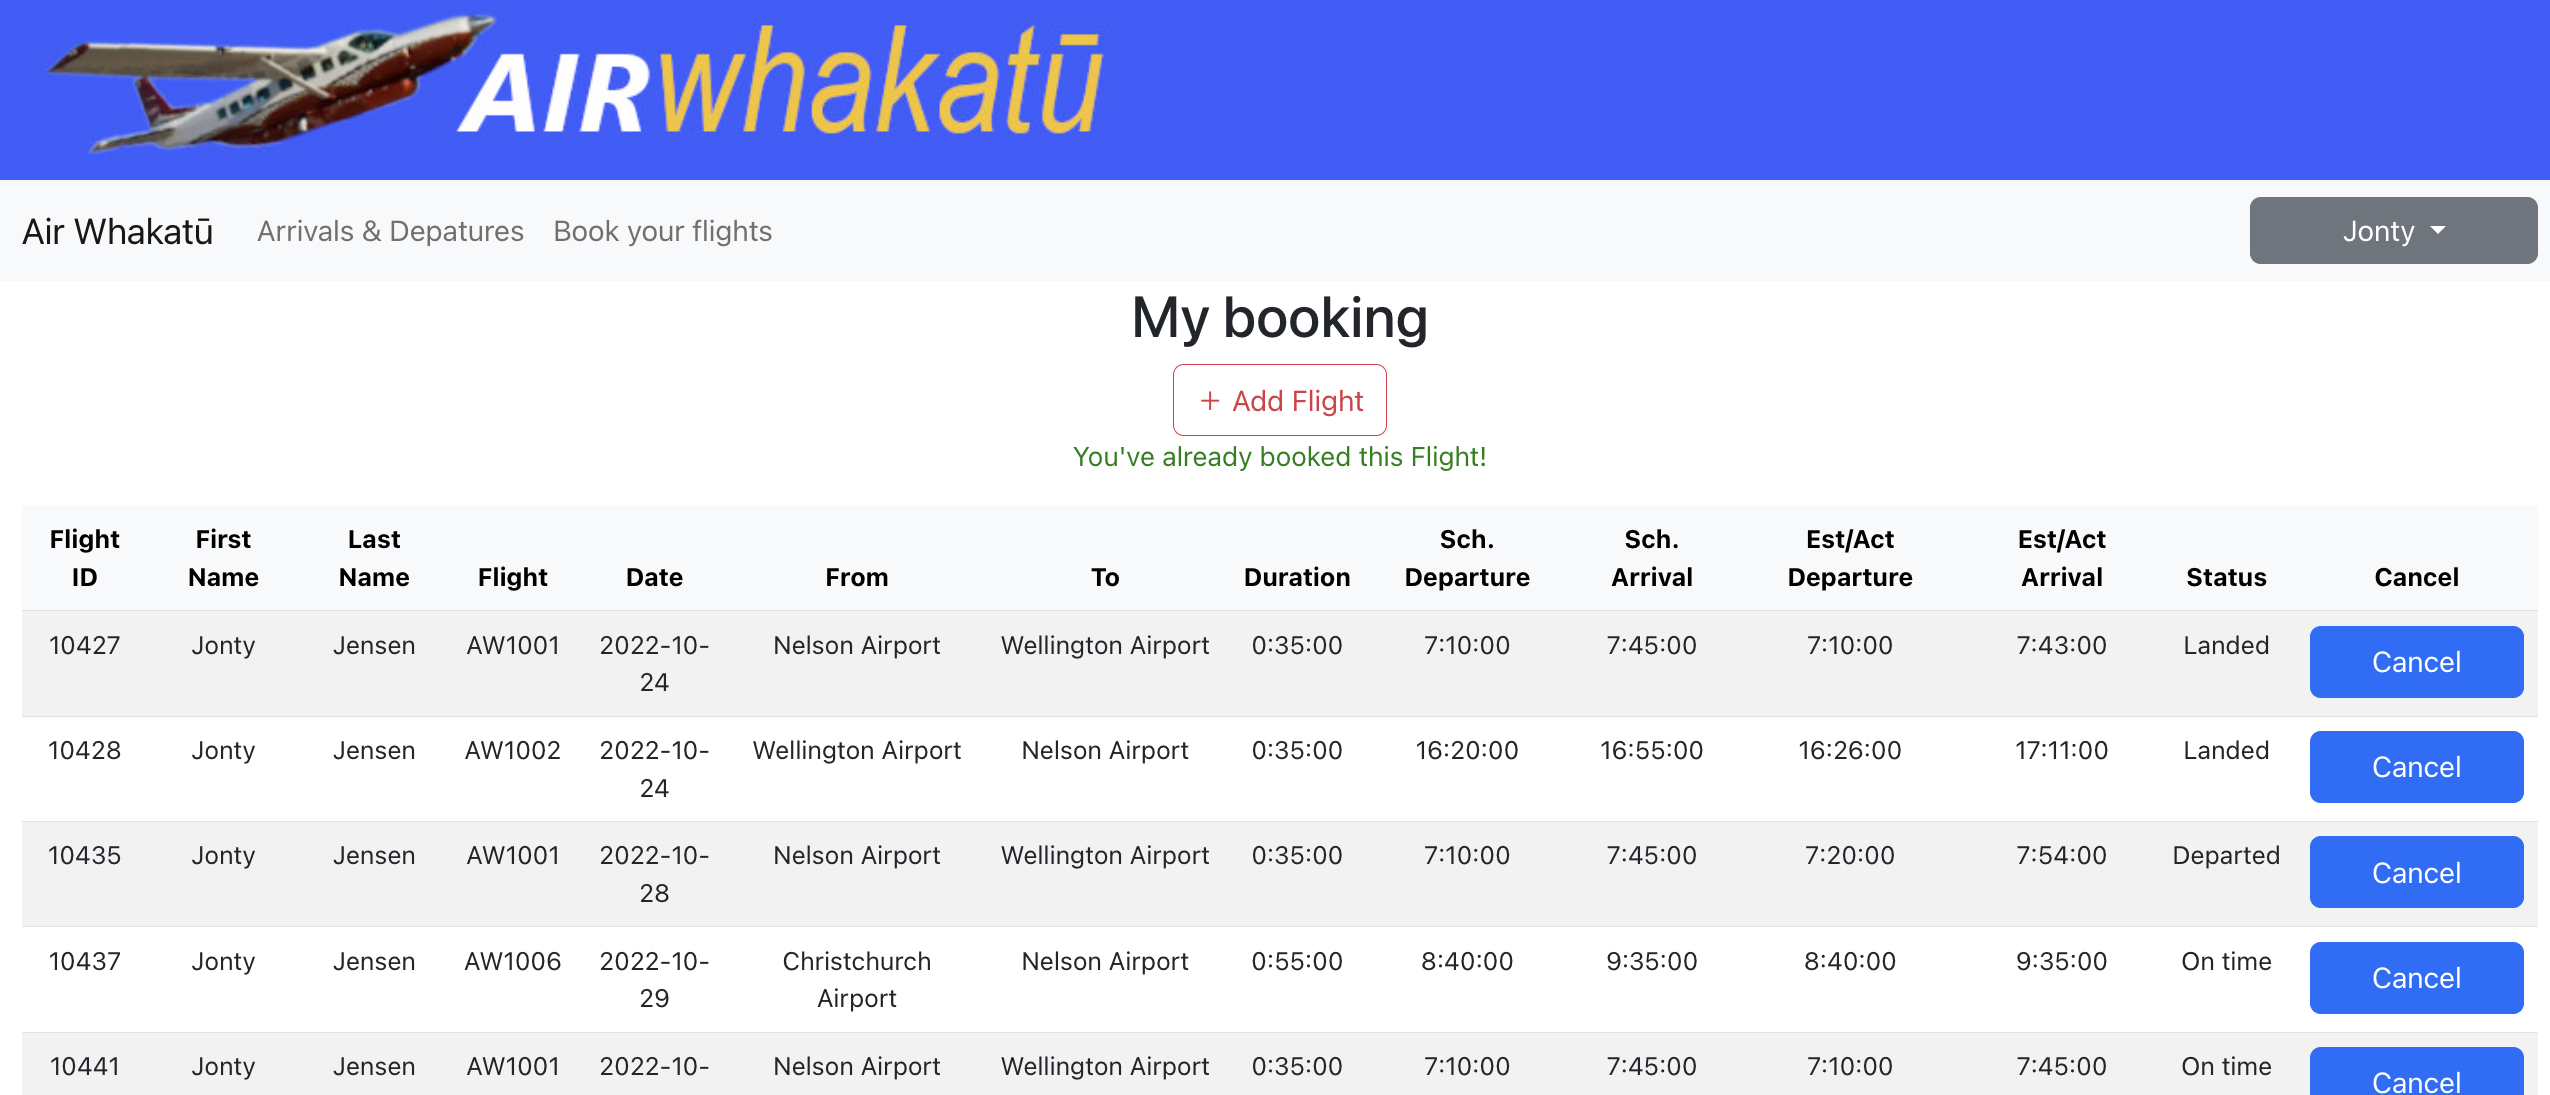 AIRwhakatū
Air Whakatū Arrivals & Depatures Book your flights Jonty
My booking
+ Add Flight
You've already booked this Flight!
Flight ID First Name Last Name Flight Date From To Duration Sch. Departure Sch. Arrival Est/Act Departure Est/Act Arrival Status Cancel
10427 Jonty Jensen AW1001 2022-10-24 Nelson Airport Wellington Airport 0:35:00 7:10:00 7:45:00 7:10:00 7:43:00 Landed Cancel
10428 Jonty Jensen AW1002 2022-10-24 Wellington Airport Nelson Airport 0:35:00 16:20:00 16:55:00 16:26:00 17:11:00 Landed Cancel
10435 Jonty Jensen AW1001 2022-10-28 Nelson Airport Wellington Airport 0:35:00 7:10:00 7:45:00 7:20:00 7:54:00 Departed Cancel
10437 Jonty Jensen AW1006 2022-10-29 Christchurch Airport Nelson Airport 0:55:00 8:40:00 9:35:00 8:40:00 9:35:00 On time Cancel
10441 Jonty Jensen AW1001 2022-10- Nelson Airport Wellington Airport 0:35:00 7:10:00 7:45:00 7:10:00 7:45:00 On time Cancel